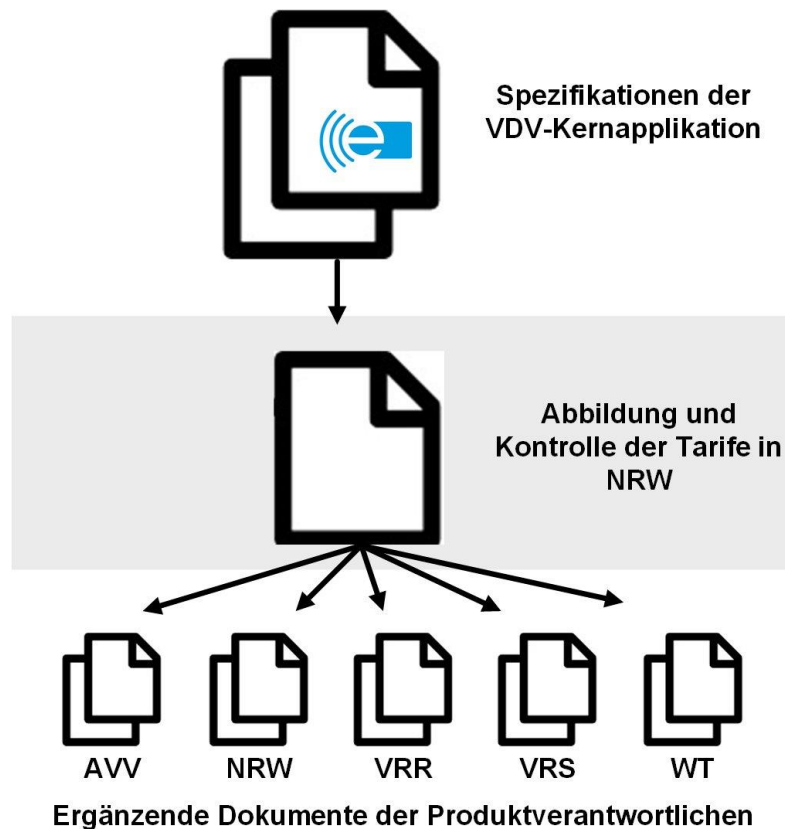 Spezifikationen der
VDV-Kernapplikation
Abbildung und
Kontrolle der Tarife in
NRW
AVV NRW VRR VRS WT
Ergänzende Dokumente der Produktverantwortlichen